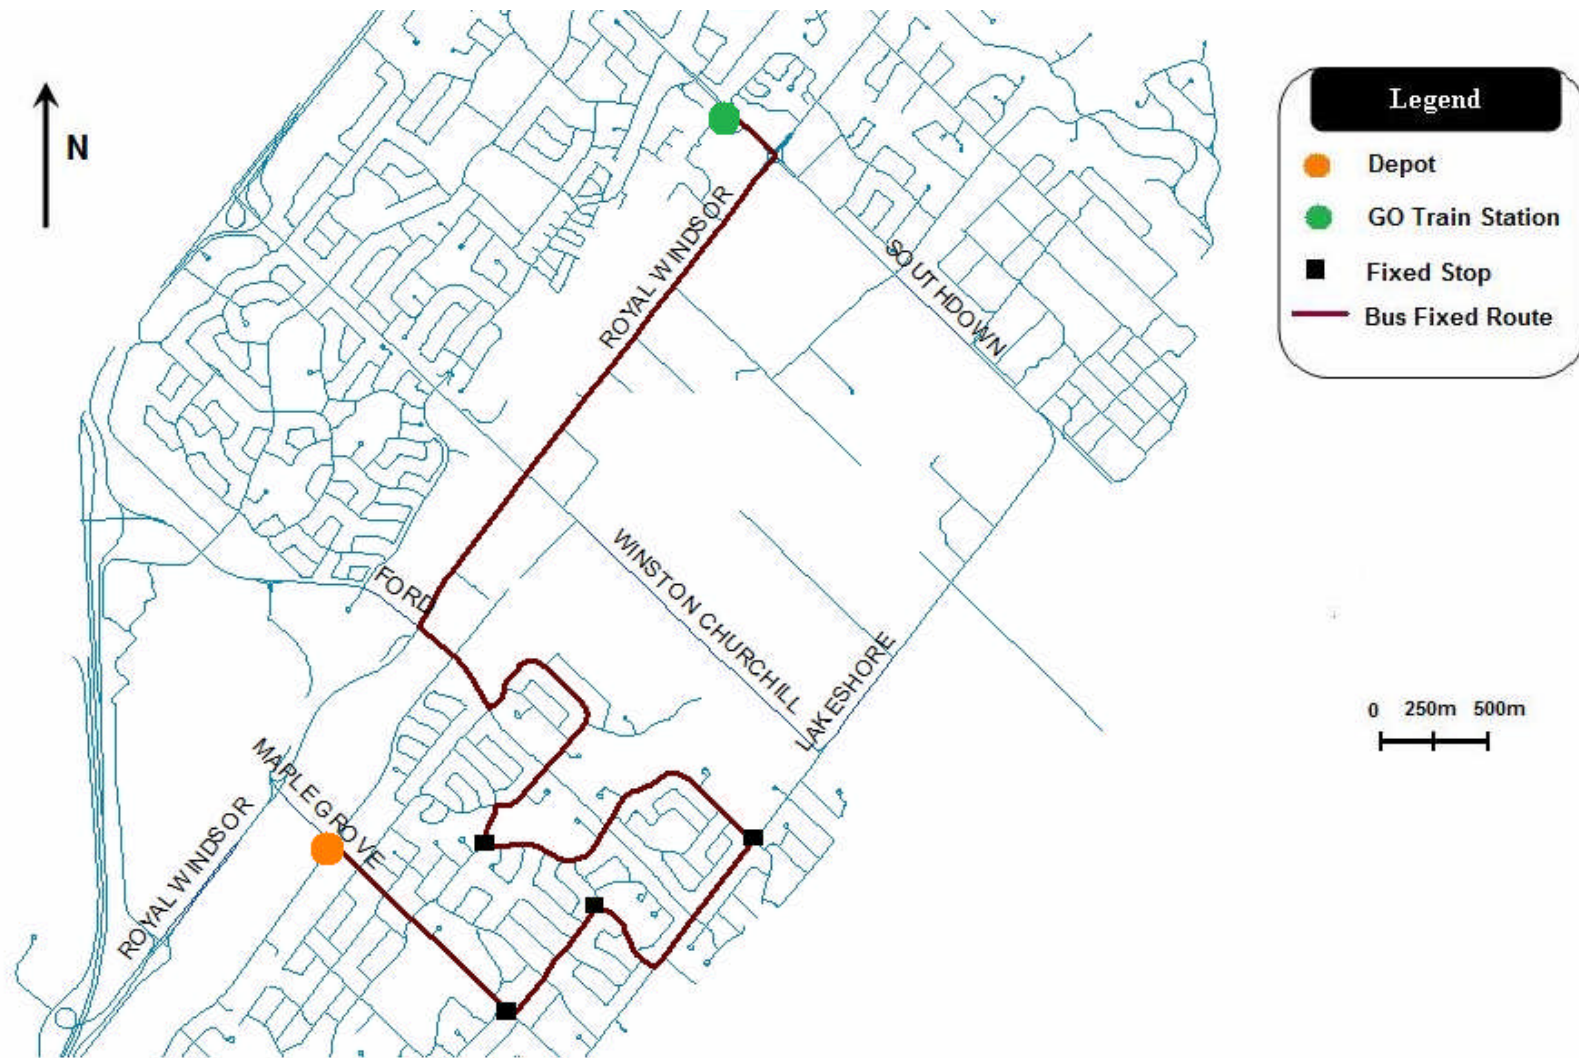 N
ROYAL WINDSOR
SOUTHDOWN
FORD
WINSTON CHURCHILL
LAKESHORE
MAPLEGROVE
ROYAL WINDSOR
Legend
Depot
GO Train Station
Fixed Stop
Bus Fixed Route
0 250m 500m